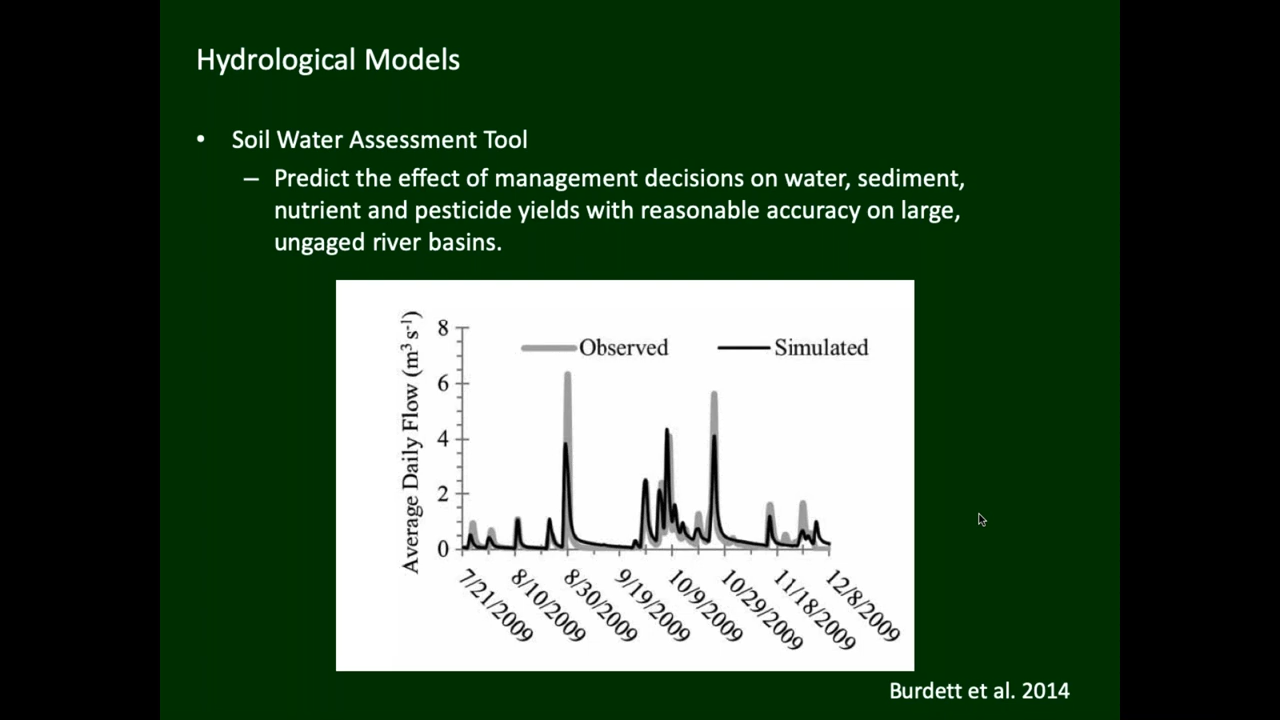 Hydrological Models
• Soil Water Assessment Tool
– Predict the effect of management decisions on water, sediment,
nutrient and pesticide yields with reasonable accuracy on large,
ungaged river basins.
Average Daily Flow (m³ s⁻¹)
8
6
4
2
0
Observed
Simulated
7/21/2009
8/10/2009
8/30/2009
9/19/2009
10/9/2009
10/29/2009
11/18/2009
12/8/2009
Burdett et al. 2014